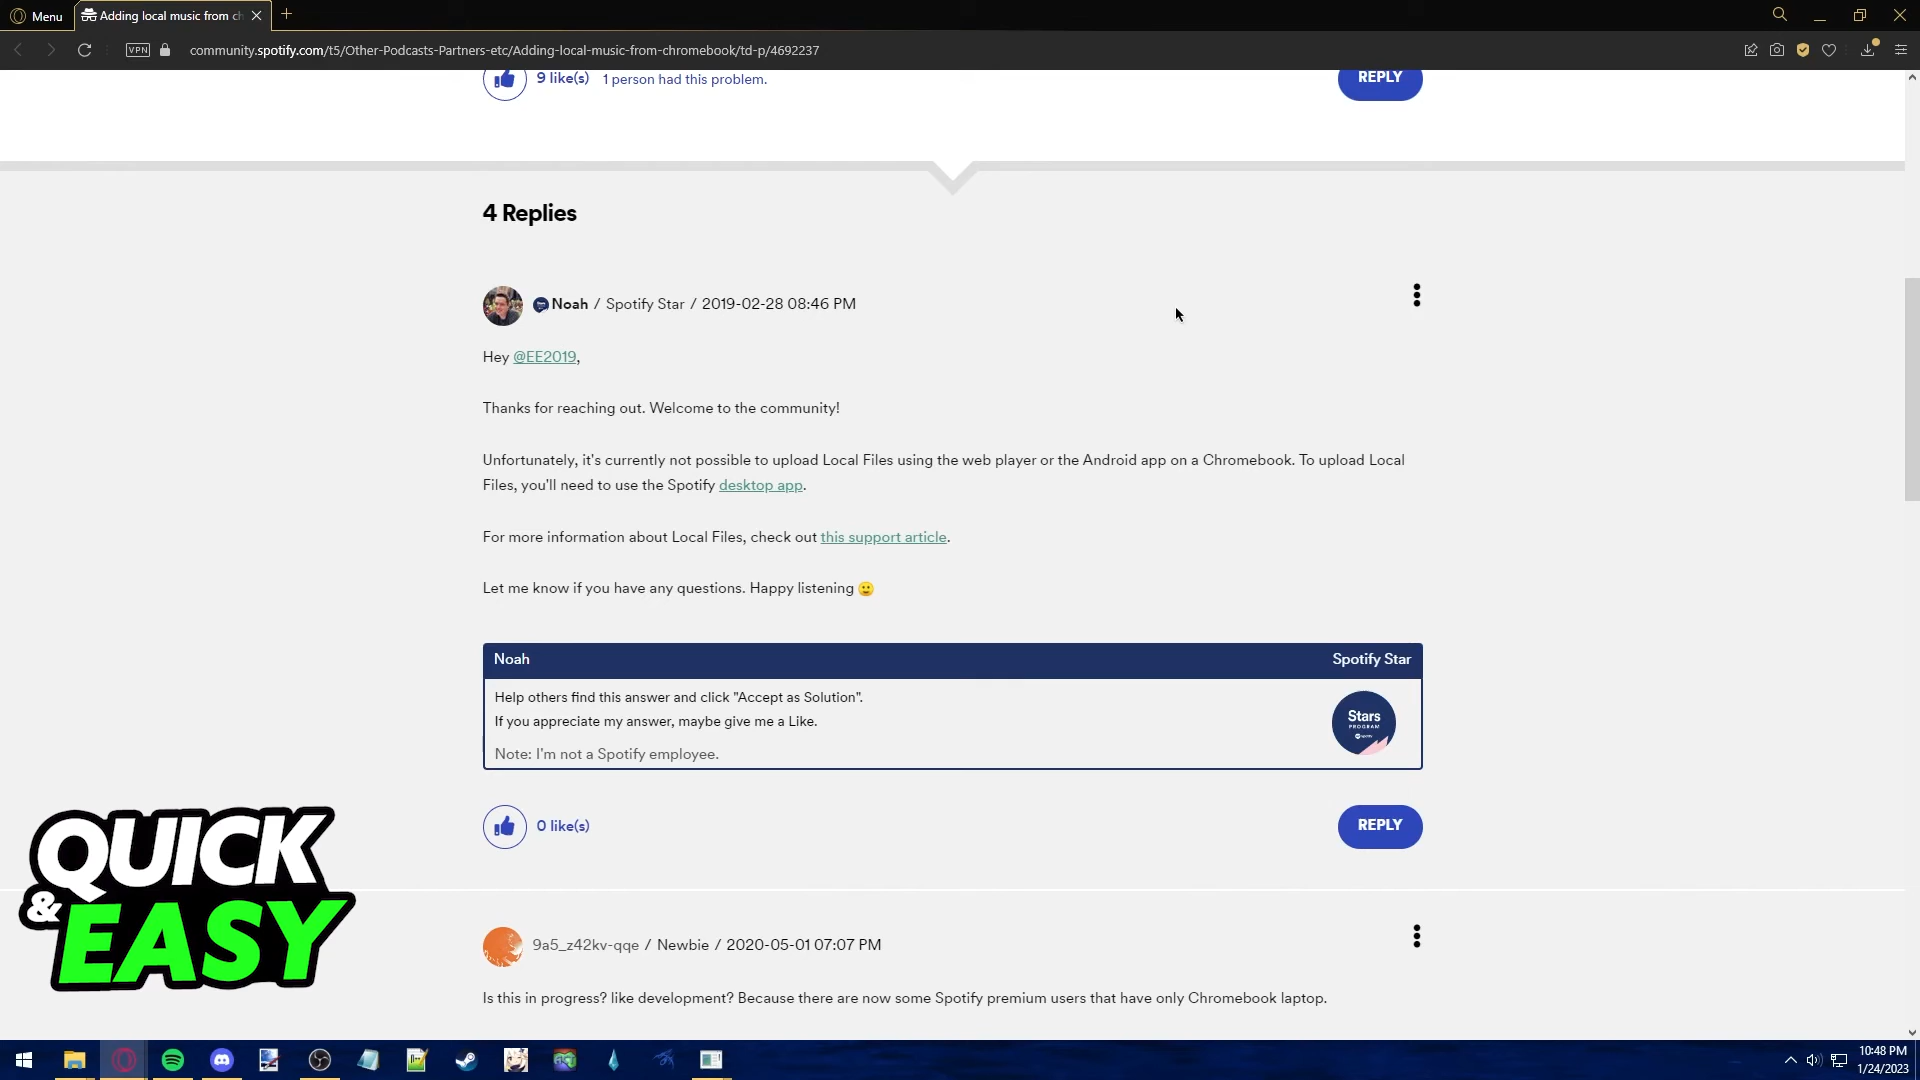 Menu
Adding local music from ch
VPN
community.spotify.com/t5/Other-Podcasts-Partners-etc/Adding-local-music-from-chromebook/td-p/4692237
9 like(s) 1 person had this problem.
REPLY
4 Replies
Noah / Spotify Star / 2019-02-28 08:46 PM
Hey @EE2019,
Thanks for reaching out. Welcome to the community!
Unfortunately, it's currently not possible to upload Local Files using the web player or the Android app on a Chromebook. To upload Local
Files, you'll need to use the Spotify desktop app.
For more information about Local Files, check out this support article.
Let me know if you have any questions. Happy listening 🙂
Noah Spotify Star
Help others find this answer and click "Accept as Solution".
If you appreciate my answer, maybe give me a Like.
Note: I'm not a Spotify employee.
Stars
PROGRAM
0 like(s)
REPLY
QUICK
& EASY
9a5_z42kv-qqe / Newbie / 2020-05-01 07:07 PM
Is this in progress? like development? Because there are now some Spotify premium users that have only Chromebook laptop.
10:48 PM
1/24/2023